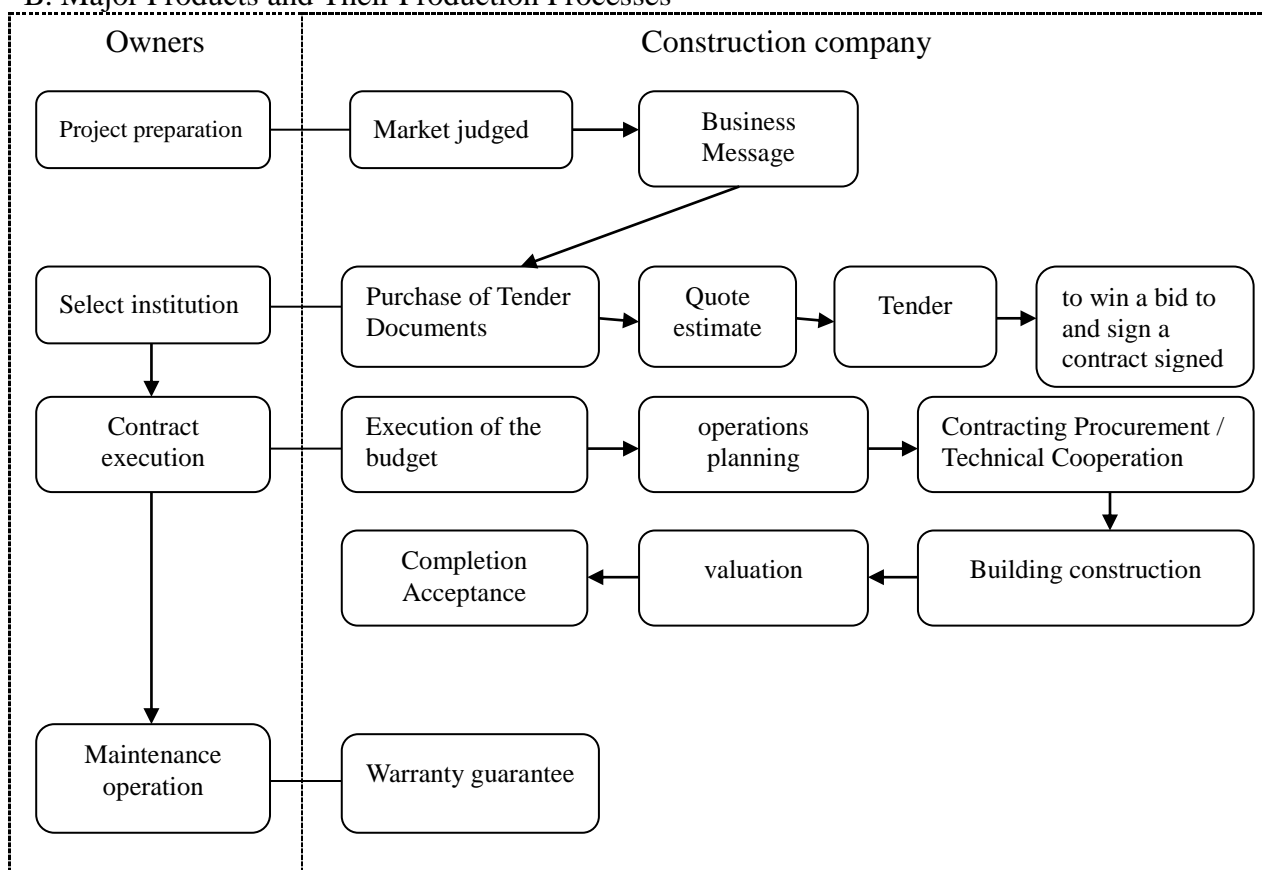 B. Major Products and Their Production Processes
Owners
Construction company
Project preparation
Market judged
Business
Message
Select institution
Purchase of Tender
Documents
Quote
estimate
Tender
to win a bid to
and sign a
contract signed
Contract
execution
Execution of the
budget
operations
planning
Contracting Procurement /
Technical Cooperation
Completion
Acceptance
valuation
Building construction
Maintenance
operation
Warranty guarantee